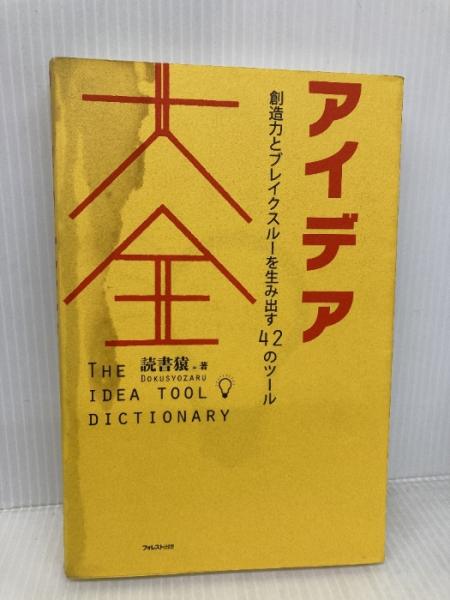 アイデア
大全
創造力とブレイクスルーを生み出す42のツール
読書猿・著
DOKUSYOZARU
THE
IDEA TOOL
DICTIONARY
フォレスト出版